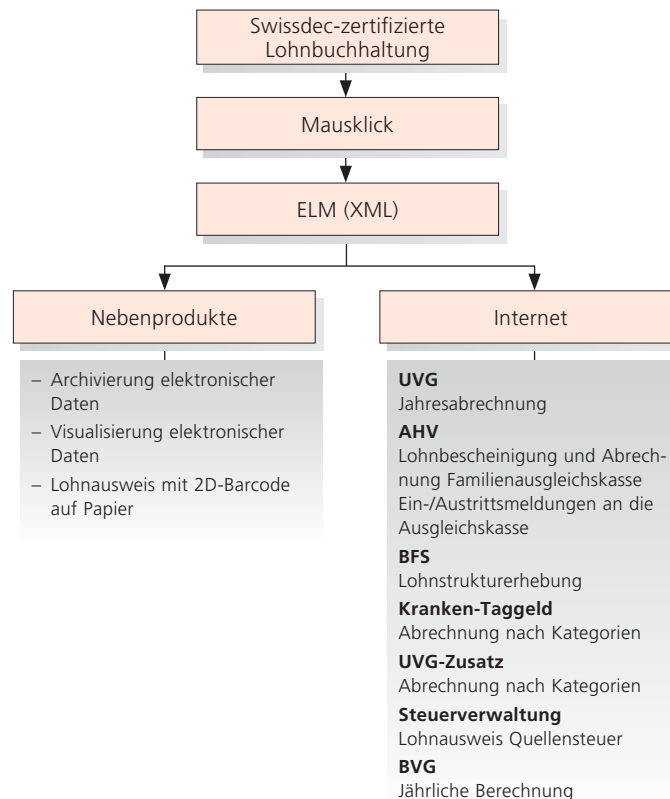 Swissdec-zertifizierte
Lohnbuchhaltung
Mausklick
ELM (XML)
Nebenprodukte
– Archivierung elektronischer
Daten
– Visualisierung elektronischer
Daten
– Lohnausweis mit 2D-Barcode
auf Papier
Internet
UVG
Jahresabrechnung
AHV
Lohnbescheinigung und Abrech-
nung Familienausgleichskasse
Ein-/Austrittsmeldungen an die
Ausgleichskasse
BFS
Lohnstrukturerhebung
Kranken-Taggeld
Abrechnung nach Kategorien
UVG-Zusatz
Abrechnung nach Kategorien
Steuerverwaltung
Lohnausweis Quellensteuer
BVG
Jährliche Berechnung